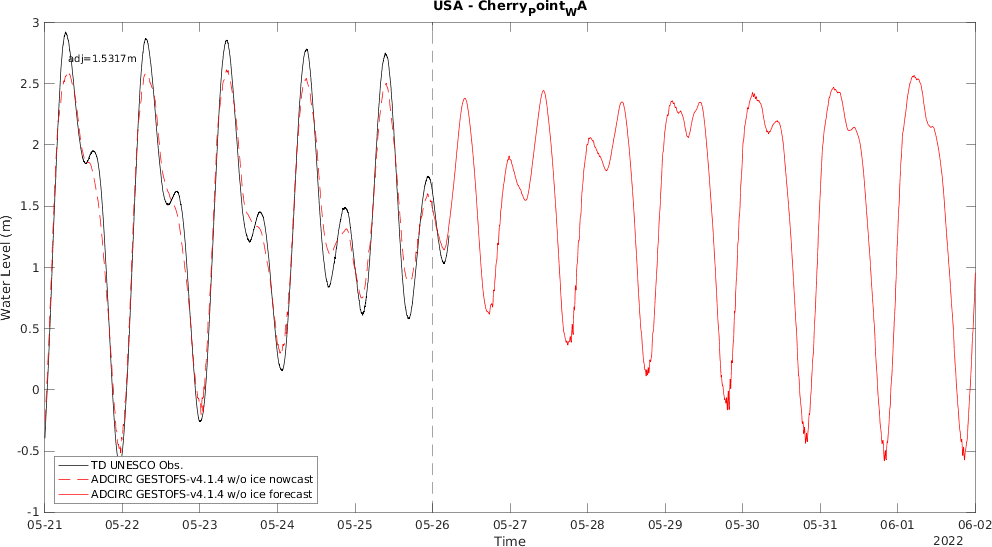 USA - CherryPointWA
3
adj=1.5317m
2.5
2
1.5
1
0.5
0
-0.5
-1
Water Level (m)
TD UNESCO Obs.
ADCIRC GESTOFS-v4.1.4 w/o ice nowcast
ADCIRC GESTOFS-v4.1.4 w/o ice forecast
05-21 05-22 05-23 05-24 05-25 05-26 05-27 05-28 05-29 05-30 05-31 06-01 06-02
Time
2022